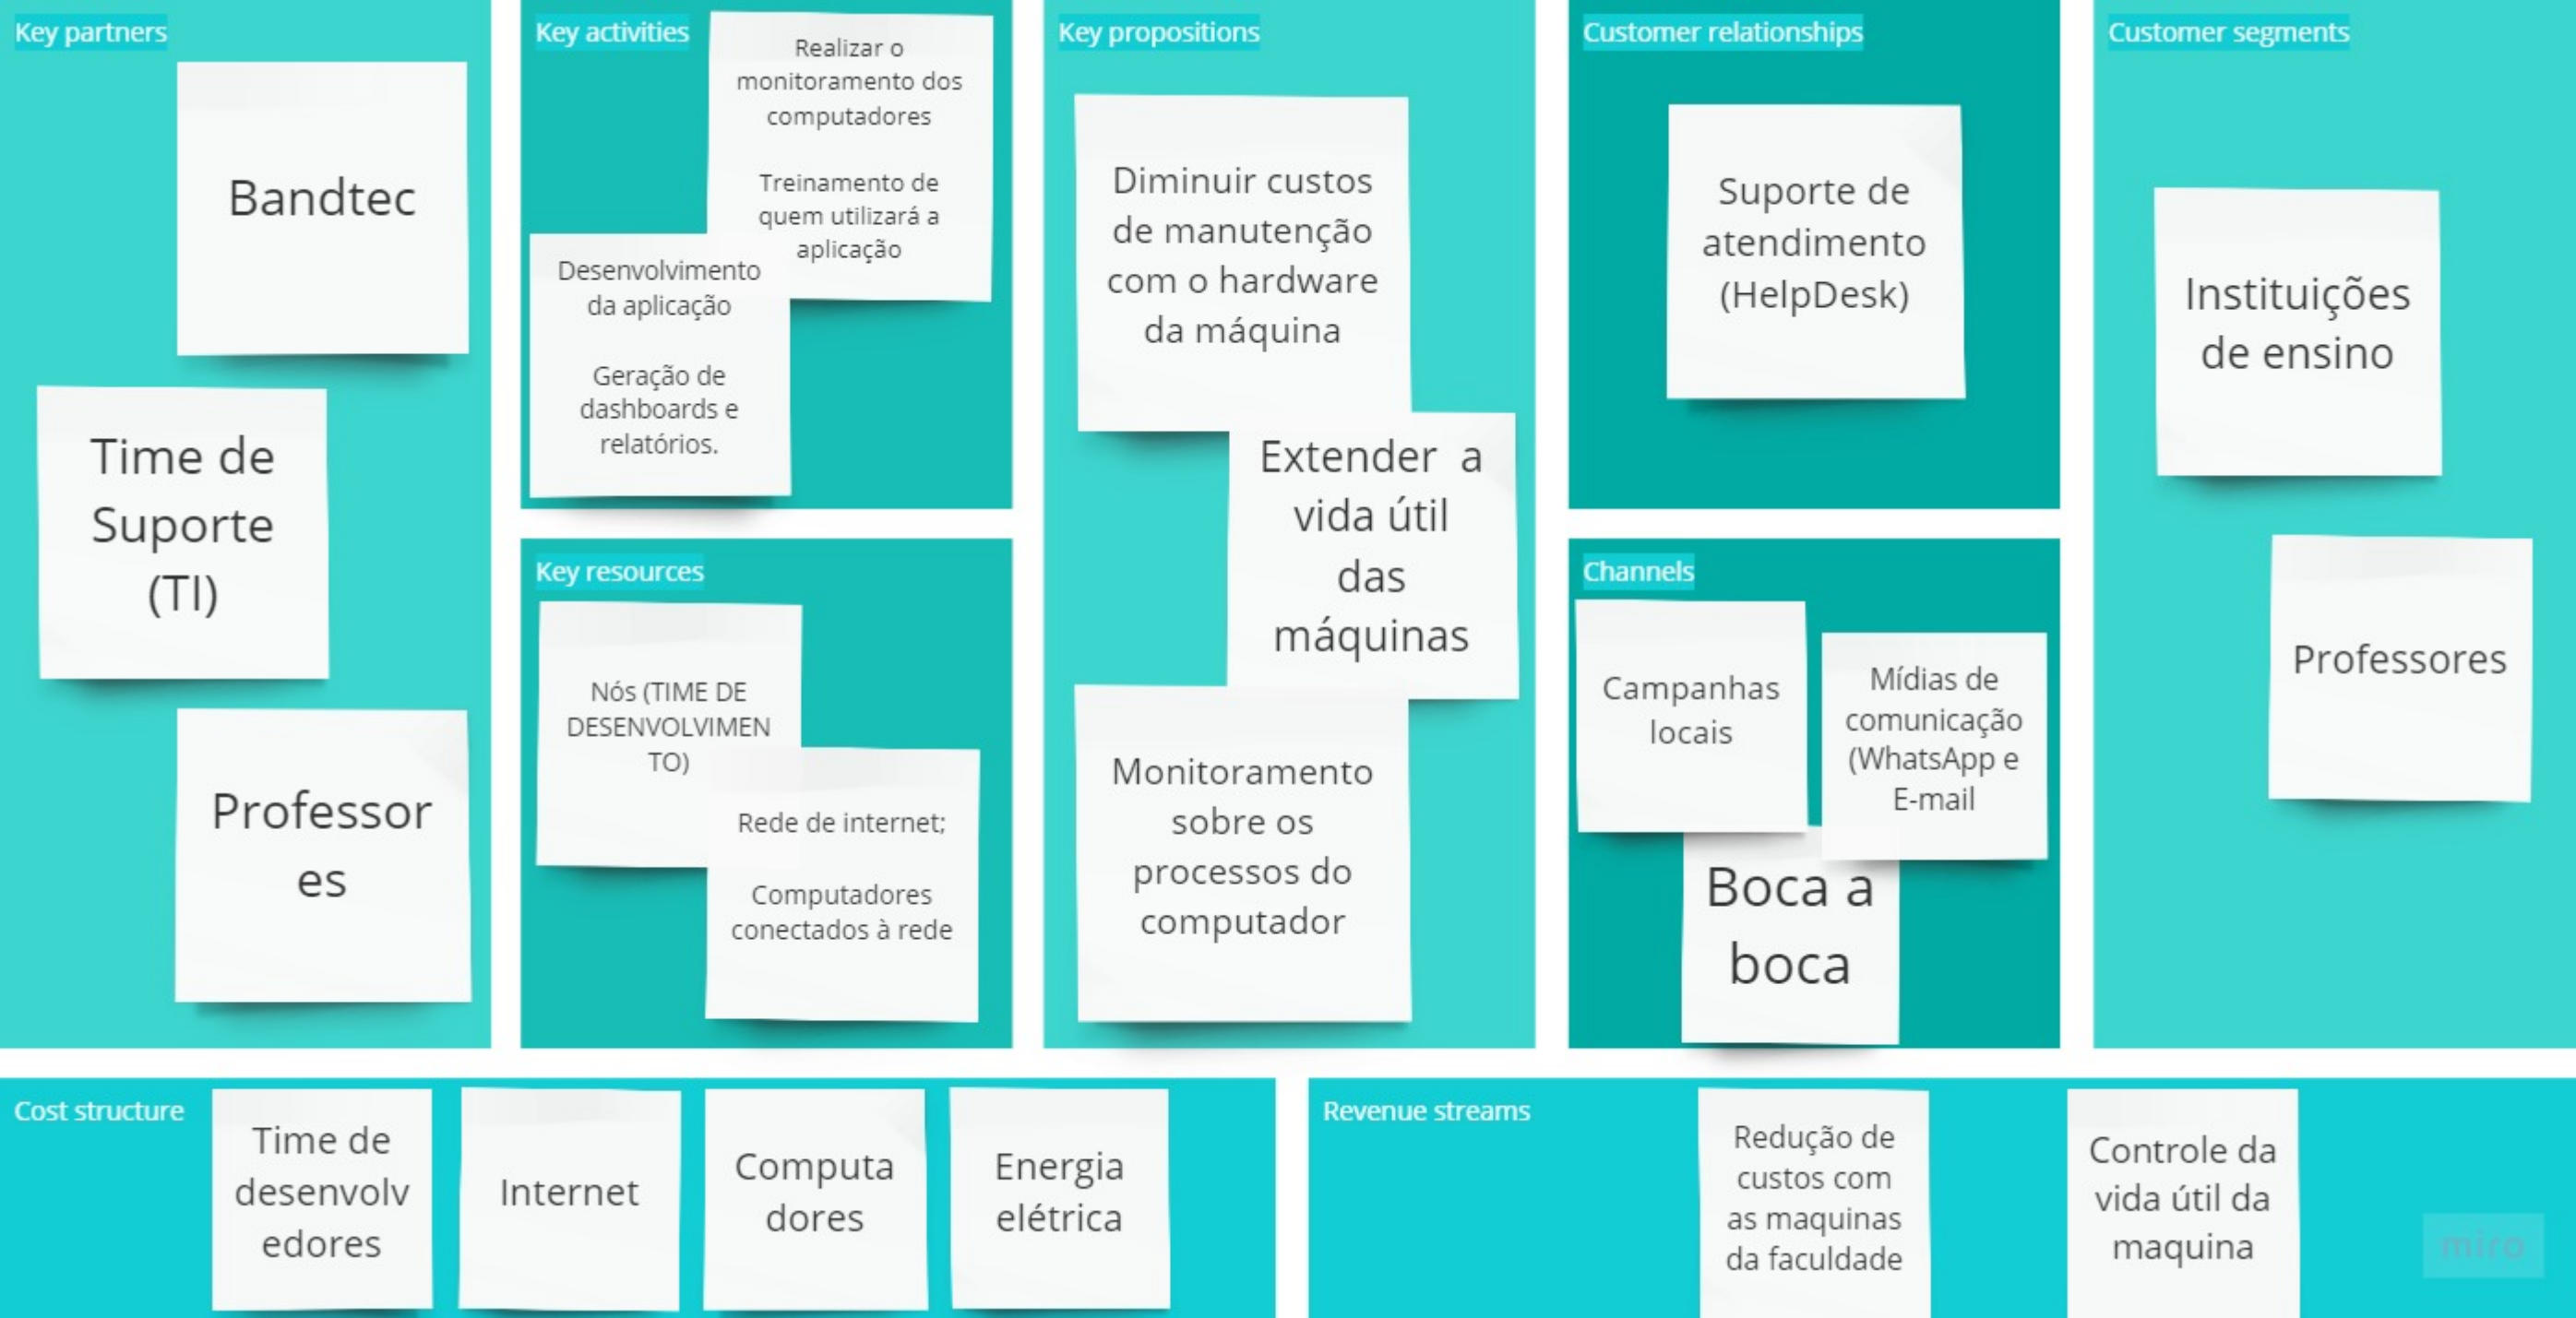 Key partners
Bandtec
Time de
Suporte
(TI)
Professor
es
Key activities
Realizar o
monitoramento dos
computadores
Treinamento de
quem utilizará a
aplicação
Desenvolvimento
da aplicação
Geração de
dashboards e
relatórios.
Key resources
Nós (TIME DE
DESENVOLVIMEN
TO)
Rede de internet;
Computadores
conectados à rede
Key propositions
Diminuir custos
de manutenção
com o hardware
da máquina
Extender  a
vida útil
das
máquinas
Monitoramento
sobre os
processos do
computador
Customer relationships
Suporte de
atendimento
(HelpDesk)
Channels
Campanhas
locais
Mídias de
comunicação
(WhatsApp e
E-mail
Boca a
boca
Customer segments
Instituições
de ensino
Professores
Cost structure
Time de
desenvolv
edores
Internet
Computa
dores
Energia
elétrica
Revenue streams
Redução de
custos com
as maquinas
da faculdade
Controle da
vida útil da
maquina
miro